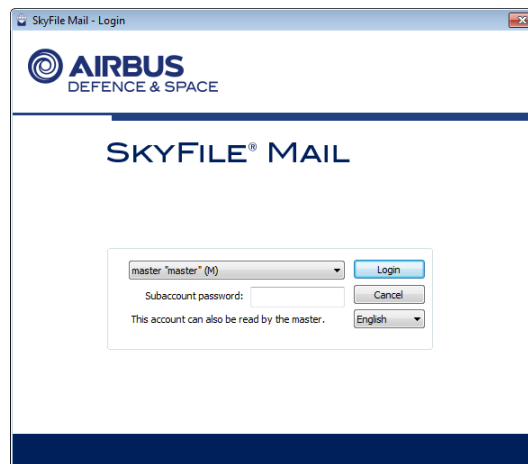 SkyFile Mail - Login
AIRBUS
DEFENCE & SPACE
SKYFILE® MAIL
master "master" (M)
Login
Subaccount password:
Cancel
This account can also be read by the master.
English